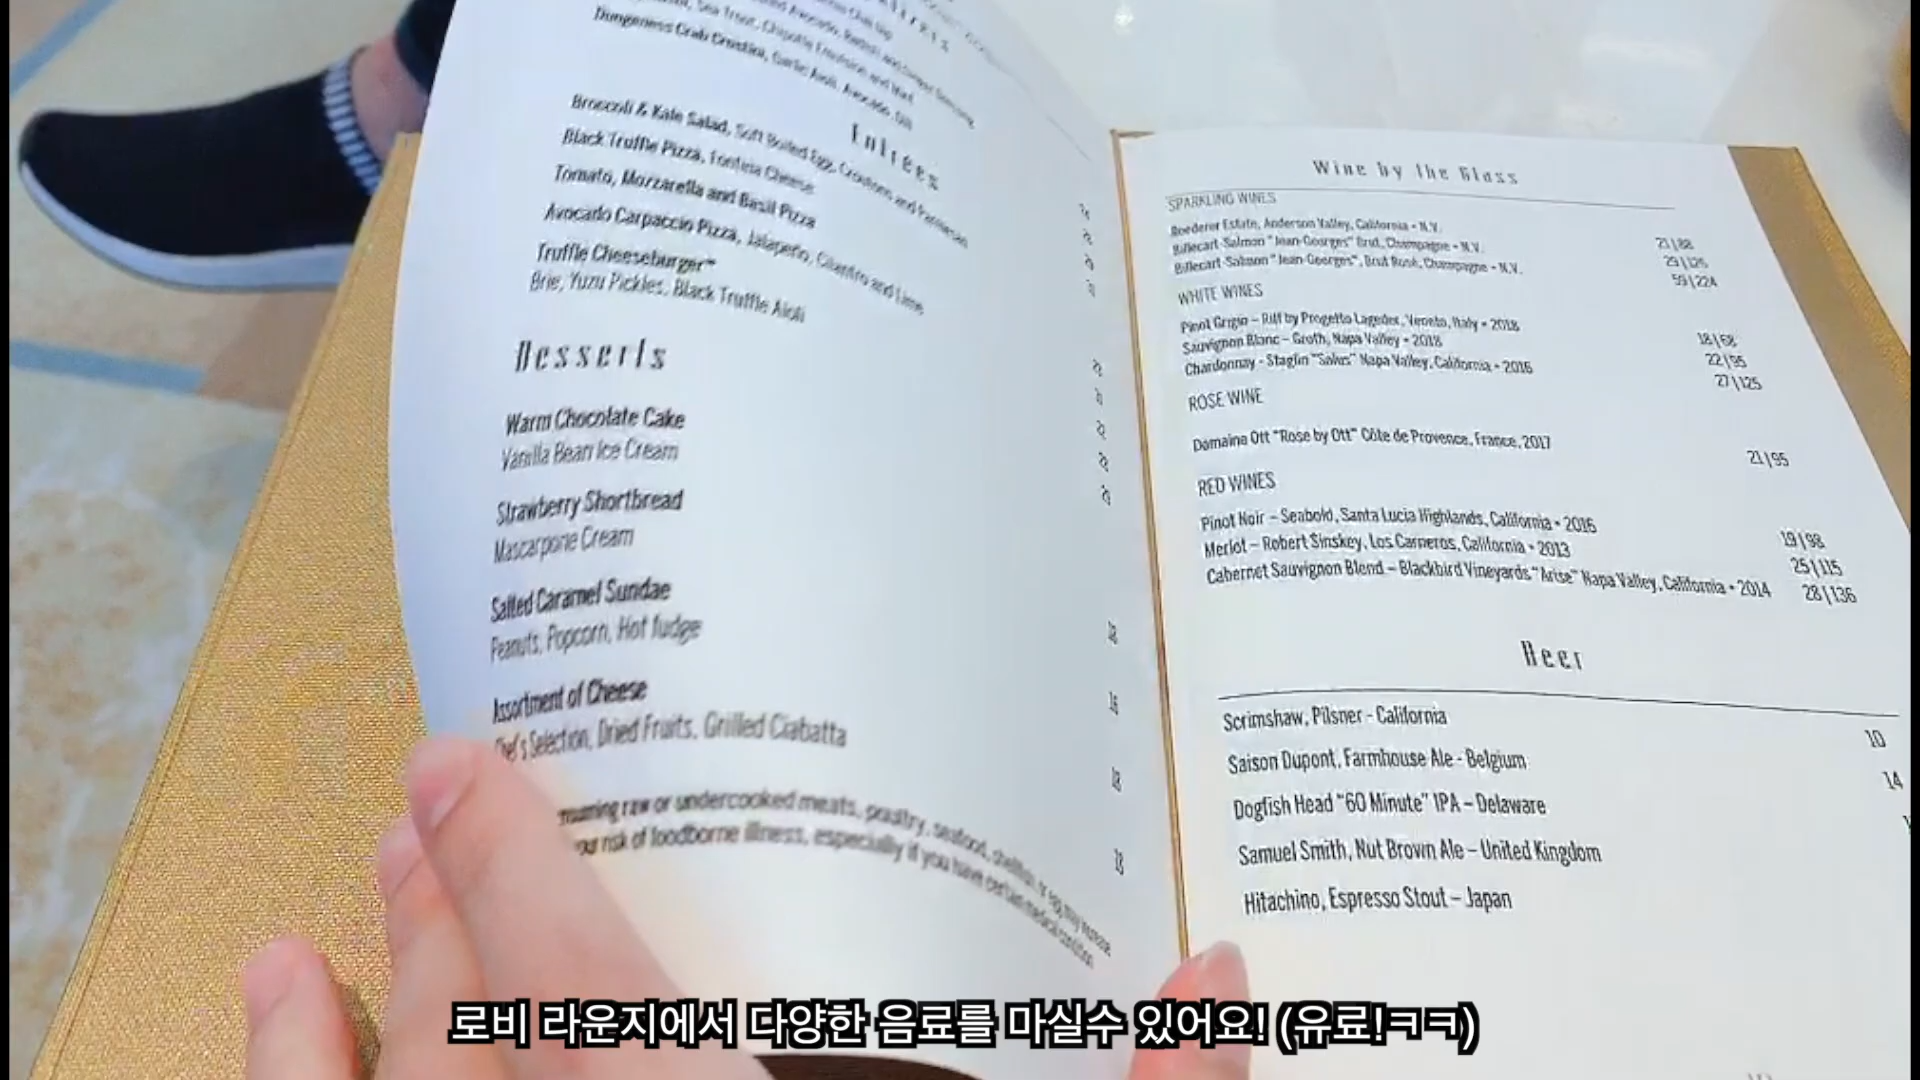 Dungeness Crab Crostini, Garlic Aioli, Avocado, Dill
Entrees
Broccoli & Kale Salad, Soft Boiled Egg, Croutons and Parmesan
Black Truffle Pizza, Fontina Cheese
Tomato, Mozzarella and Basil Pizza
Avocado Carpaccio Pizza, Jalapeño, Cilantro and Lime
Truffle Cheeseburger**
Brie, Yuzu Pickles, Black Truffle Aioli
Desserts
Warm Chocolate Cake
Vanilla Bean Ice Cream
Strawberry Shortbread
Mascarpone Cream
Salted Caramel Sundae
Peanuts, Popcorn, Hot fudge
Assortment of Cheese
Chef's Selection, Dried Fruits, Grilled Ciabatta
raw or undercooked meats, poultry, seafood, shellfish, or egg may increase
your risk of foodborne illness, especially if you have certain medical condition
Wine by the Glass
SPARKLING WINES
Roederer Estate, Anderson Valley, California • N.V. 21|88
Billecart-Salmon "Jean-Georges" Brut, Champagne • N.V. 29|125
Billecart-Salmon "Jean-Georges", Brut Rosé, Champagne • N.V. 59|224
WHITE WINES
Pinot Grigio – Riff by Progetto Lageder, Veneto, Italy • 2018 18|68
Sauvignon Blanc – Groth, Napa Valley • 2018 22|95
Chardonnay - Staglin "Salus" Napa Valley, California • 2016 27|125
ROSE WINE
Domaine Ott "Rose by Ott" Côte de Provence, France, 2017 21|95
RED WINES
Pinot Noir – Seabold, Santa Lucia Highlands, California • 2016 19|98
Merlot – Robert Sinskey, Los Carneros, California • 2013 25|115
Cabernet Sauvignon Blend – Blackbird Vineyards "Arise" Napa Valley, California • 2014 28|136
Beer
Scrimshaw, Pilsner - California 10
Saison Dupont, Farmhouse Ale - Belgium 14
Dogfish Head "60 Minute" IPA – Delaware
Samuel Smith, Nut Brown Ale – United Kingdom
Hitachino, Espresso Stout – Japan
로비 라운지에서 다양한 음료를 마실수 있어요! (유료!ㅋㅋ)